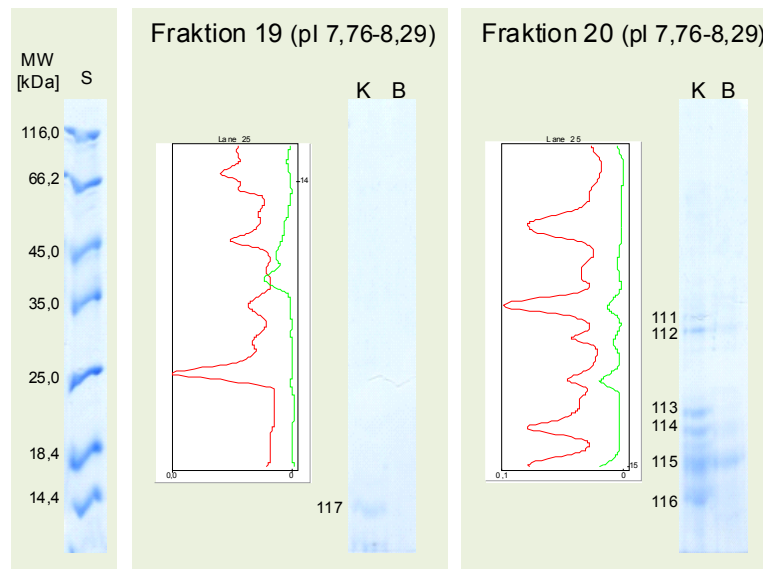 MW
[kDa]
S
116,0
66,2
45,0
35,0
25,0
18,4
14,4
Fraktion 19 (pI 7,76-8,29)
K B
Lane 25
14
0,0 0
117
Fraktion 20 (pI 7,76-8,29)
K B
Lane 25
15
0,1 0
111
112
113
114
115
116